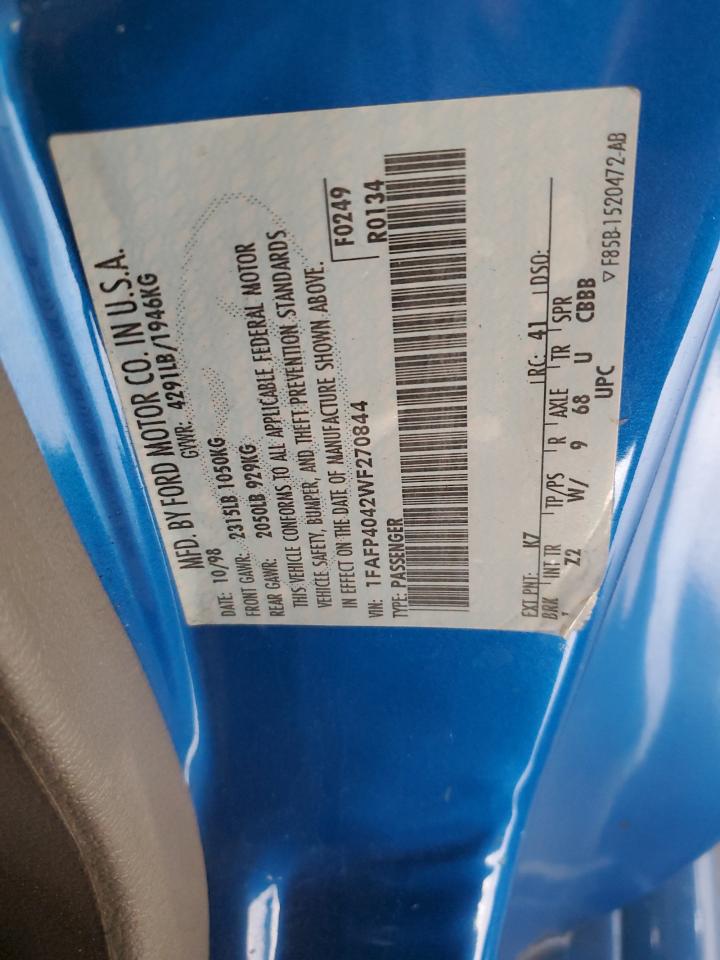 MFD. BY FORD MOTOR CO. IN U.S.A.
DATE: 10/98 GVWR: 4291LB/1946KG
FRONT GAWR: 2315LB 1050KG
REAR GAWR: 2050LB 929KG
THIS VEHICLE CONFORMS TO ALL APPLICABLE FEDERAL MOTOR
VEHICLE SAFETY, BUMPER, AND THEFT PREVENTION STANDARDS
IN EFFECT ON THE DATE OF MANUFACTURE SHOWN ABOVE.
VIN: 1FAFP4042WF270844 F0249
TYPE: PASSENGER R0134
EXT PNT: K7 RC: 41 DSO:
BRK INT TR TP/PS R AXLE TR SPR
Z2 W/ 9 68 U CBBB
UPC
▽ F85B-1520472-AB